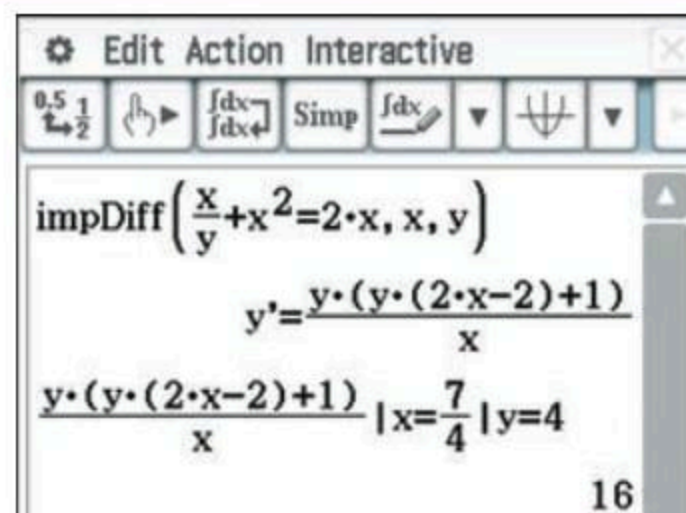 Edit Action Interactive
0.5 1/2 ∫dx ∫dx Simp ∫dx
impDiff(x/y+x^2=2·x, x, y)
y'=y·(y·(2·x-2)+1)/x
y·(y·(2·x-2)+1)/x |x=7/4|y=4
16